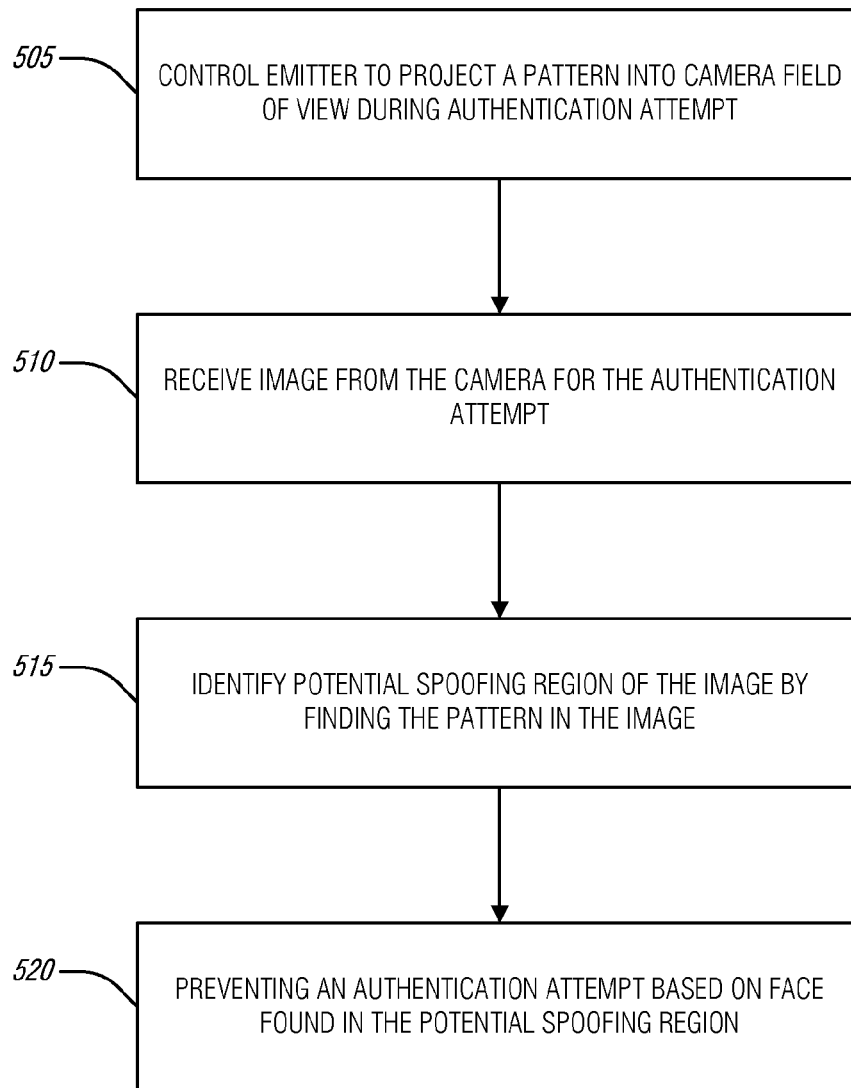 505
CONTROL EMITTER TO PROJECT A PATTERN INTO CAMERA FIELD
OF VIEW DURING AUTHENTICATION ATTEMPT
510
RECEIVE IMAGE FROM THE CAMERA FOR THE AUTHENTICATION
ATTEMPT
515
IDENTIFY POTENTIAL SPOOFING REGION OF THE IMAGE BY
FINDING THE PATTERN IN THE IMAGE
520
PREVENTING AN AUTHENTICATION ATTEMPT BASED ON FACE
FOUND IN THE POTENTIAL SPOOFING REGION